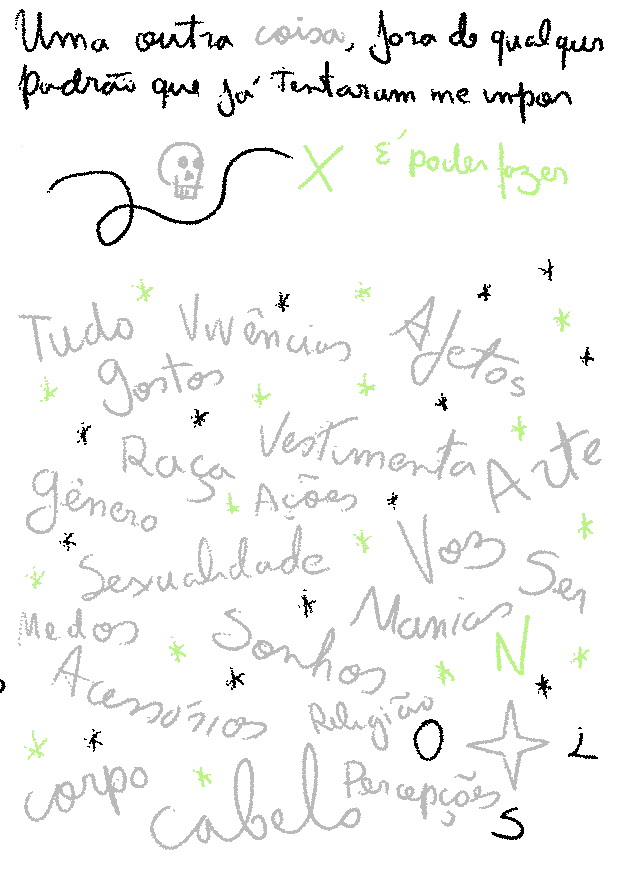 Uma outra coisa, fora de qualquer
padrão que já tentaram me impor
X É poder fazer
Tudo Vivências Afetos
gostos
Raça Vestimenta Arte
gênero Ações
Sexualidade Voz Ser
Medos Sonhos Manias
N
Acessórios Religião
O L
corpo cabelo Percepções
S